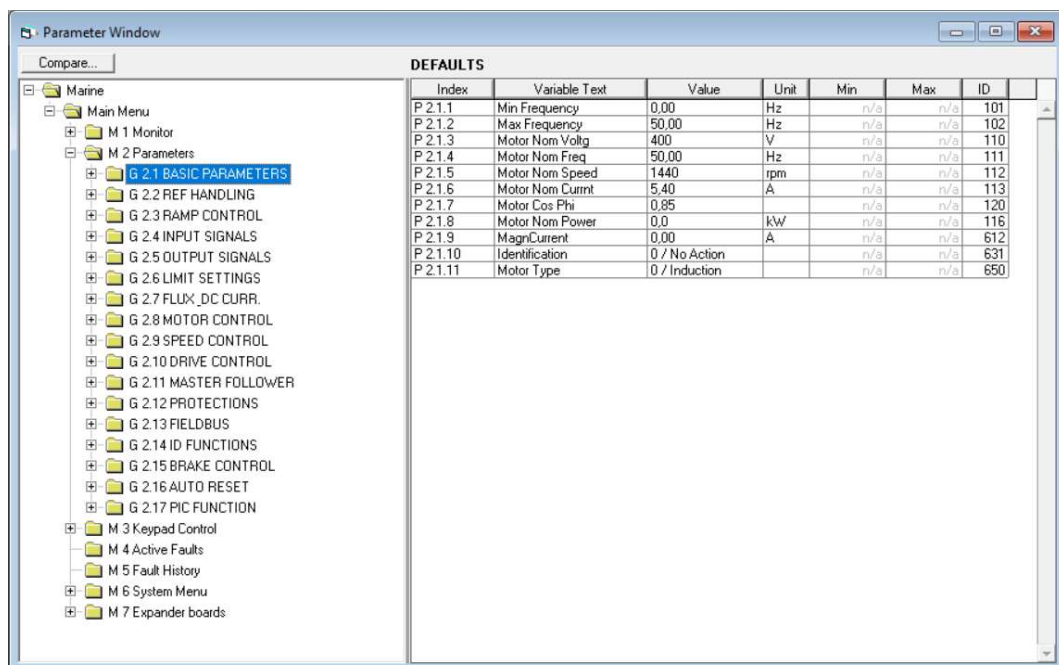 Parameter Window
Compare...
DEFAULTS
Marine
Main Menu
M 1 Monitor
M 2 Parameters
G 2.1 BASIC PARAMETERS
G 2.2 REF HANDLING
G 2.3 RAMP CONTROL
G 2.4 INPUT SIGNALS
G 2.5 OUTPUT SIGNALS
G 2.6 LIMIT SETTINGS
G 2.7 FLUX_DC CURR.
G 2.8 MOTOR CONTROL
G 2.9 SPEED CONTROL
G 2.10 DRIVE CONTROL
G 2.11 MASTER FOLLOWER
G 2.12 PROTECTIONS
G 2.13 FIELDBUS
G 2.14 ID FUNCTIONS
G 2.15 BRAKE CONTROL
G 2.16 AUTO RESET
G 2.17 PIC FUNCTION
M 3 Keypad Control
M 4 Active Faults
M 5 Fault History
M 6 System Menu
M 7 Expander boards
Index Variable Text Value Unit Min Max ID
P 2.1.1 Min Frequency 0,00 Hz n/a n/a 101
P 2.1.2 Max Frequency 50,00 Hz n/a n/a 102
P 2.1.3 Motor Nom Voltg 400 V n/a n/a 110
P 2.1.4 Motor Nom Freq 50,00 Hz n/a n/a 111
P 2.1.5 Motor Nom Speed 1440 rpm n/a n/a 112
P 2.1.6 Motor Nom Currnt 5,40 A n/a n/a 113
P 2.1.7 Motor Cos Phi 0,85 n/a n/a 120
P 2.1.8 Motor Nom Power 0,0 kW n/a n/a 116
P 2.1.9 MagnCurrent 0,00 A n/a n/a 612
P 2.1.10 Identification 0 / No Action n/a n/a 631
P 2.1.11 Motor Type 0 / Induction n/a n/a 650